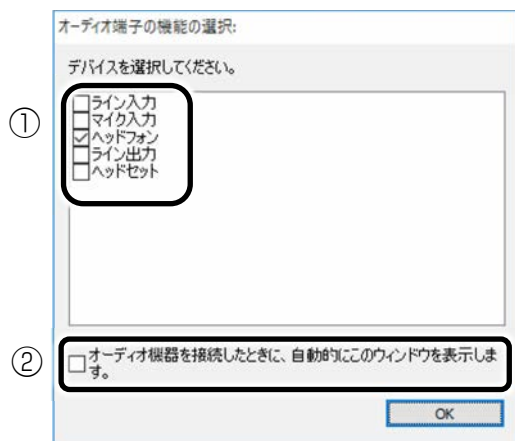 オーディオ端子の機能の選択:
デバイスを選択してください。
①
ライン入力
マイク入力
ヘッドフォン
ライン出力
ヘッドセット
②
オーディオ機器を接続したときに、自動的にこのウィンドウを表示しま
す。
OK